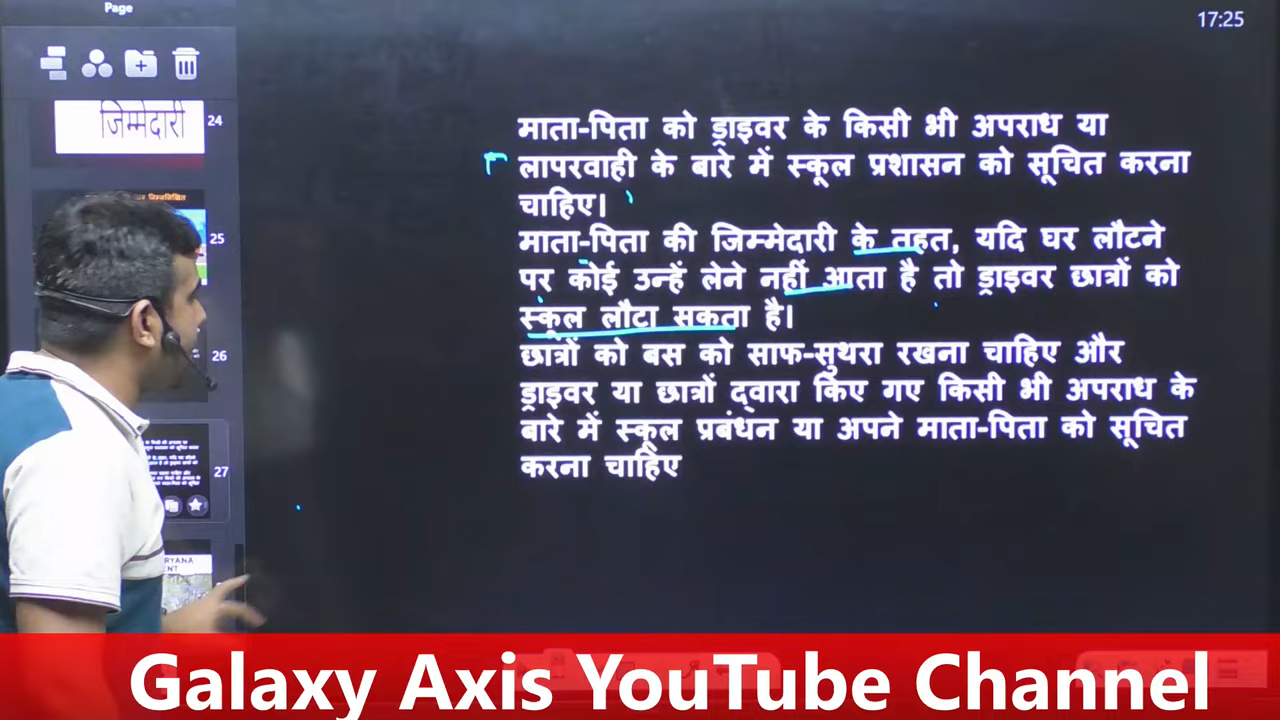 Page
17:25
जिम्मेदारी
24
25
26
27
माता-पिता को ड्राइवर के किसी भी अपराध या
लापरवाही के बारे में स्कूल प्रशासन को सूचित करना
चाहिए।
माता-पिता की जिम्मेदारी के तहत, यदि घर लौटने
पर कोई उन्हें लेने नहीं आता है तो ड्राइवर छात्रों को
स्कूल लौटा सकता है।
छात्रों को बस को साफ-सुथरा रखना चाहिए और
ड्राइवर या छात्रों द्वारा किए गए किसी भी अपराध के
बारे में स्कूल प्रबंधन या अपने माता-पिता को सूचित
करना चाहिए
Galaxy Axis YouTube Channel